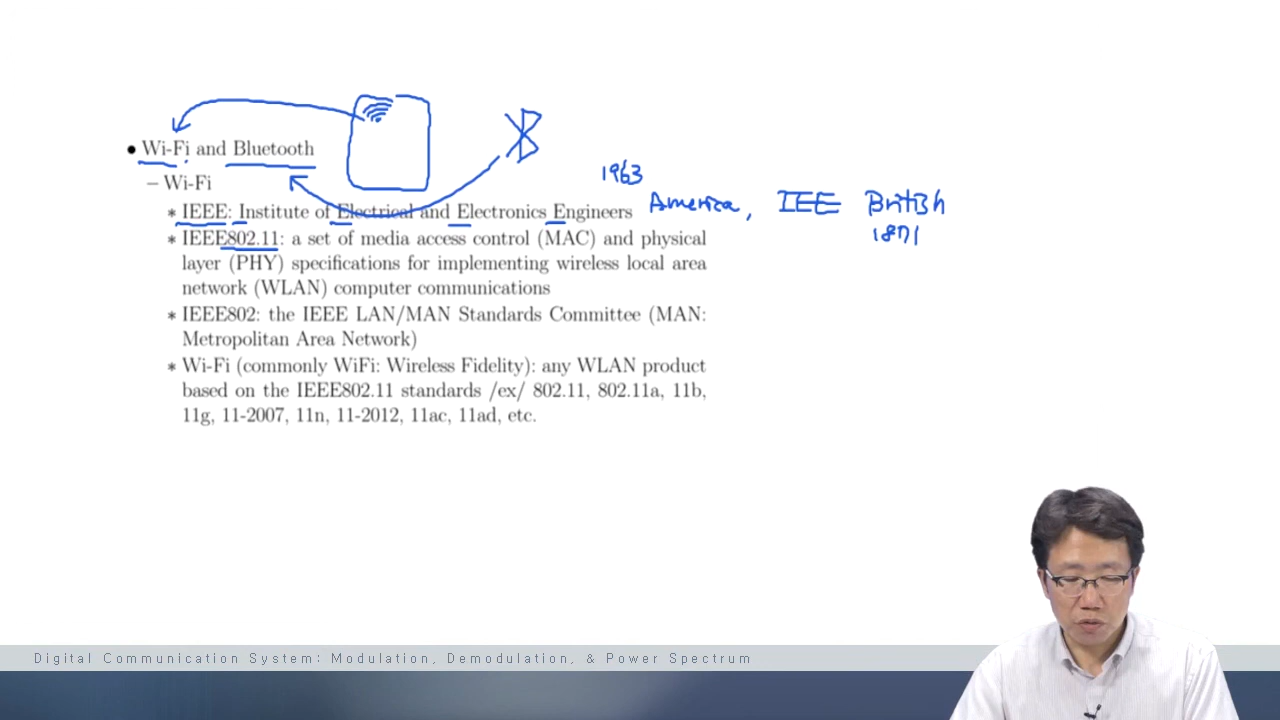 • Wi-Fi and Bluetooth
1963
– Wi-Fi
∗ IEEE: Institute of Electrical and Electronics Engineers America, IEE British
1871
∗ IEEE802.11: a set of media access control (MAC) and physical
layer (PHY) specifications for implementing wireless local area
network (WLAN) computer communications
∗ IEEE802: the IEEE LAN/MAN Standards Committee (MAN:
Metropolitan Area Network)
∗ Wi-Fi (commonly WiFi: Wireless Fidelity): any WLAN product
based on the IEEE802.11 standards /ex/ 802.11, 802.11a, 11b,
11g, 11-2007, 11n, 11-2012, 11ac, 11ad, etc.
Digital Communication System: Modulation, Demodulation, & Power Spectrum